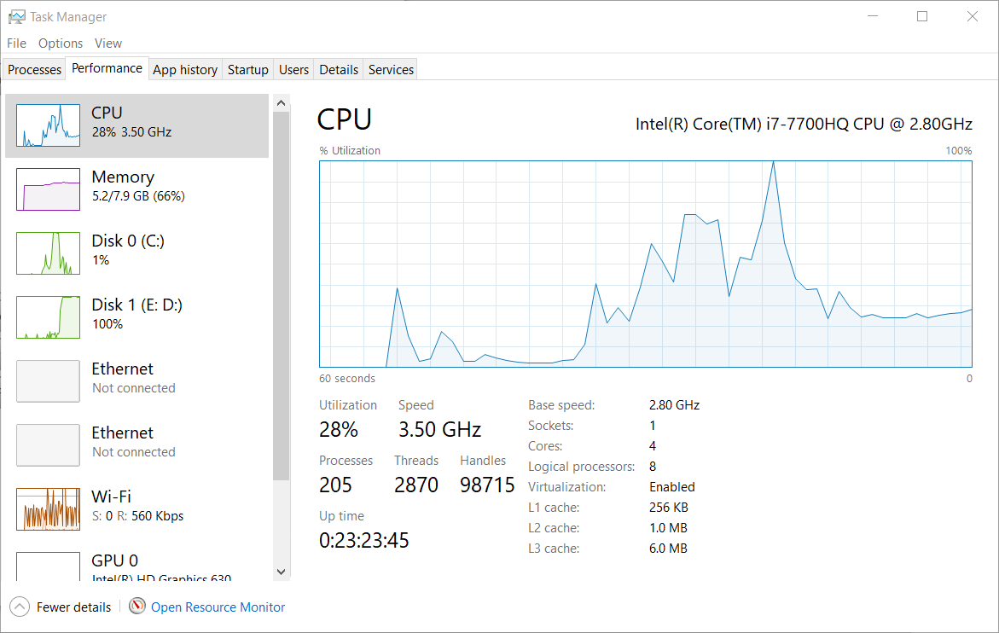 Task Manager
File Options View
Processes Performance App history Startup Users Details Services
CPU
28% 3.50 GHz
Memory
5.2/7.9 GB (66%)
Disk 0 (C:)
1%
Disk 1 (E: D:)
100%
Ethernet
Not connected
Ethernet
Not connected
Wi-Fi
S: 0 R: 560 Kbps
GPU 0
Intel(R) HD Graphics 630
CPU Intel(R) Core(TM) i7-7700HQ CPU @ 2.80GHz
% Utilization 100%
60 seconds 0
Utilization Speed
28% 3.50 GHz
Processes Threads Handles
205 2870 98715
Up time
0:23:23:45
Base speed: 2.80 GHz
Sockets: 1
Cores: 4
Logical processors: 8
Virtualization: Enabled
L1 cache: 256 KB
L2 cache: 1.0 MB
L3 cache: 6.0 MB
Fewer details Open Resource Monitor